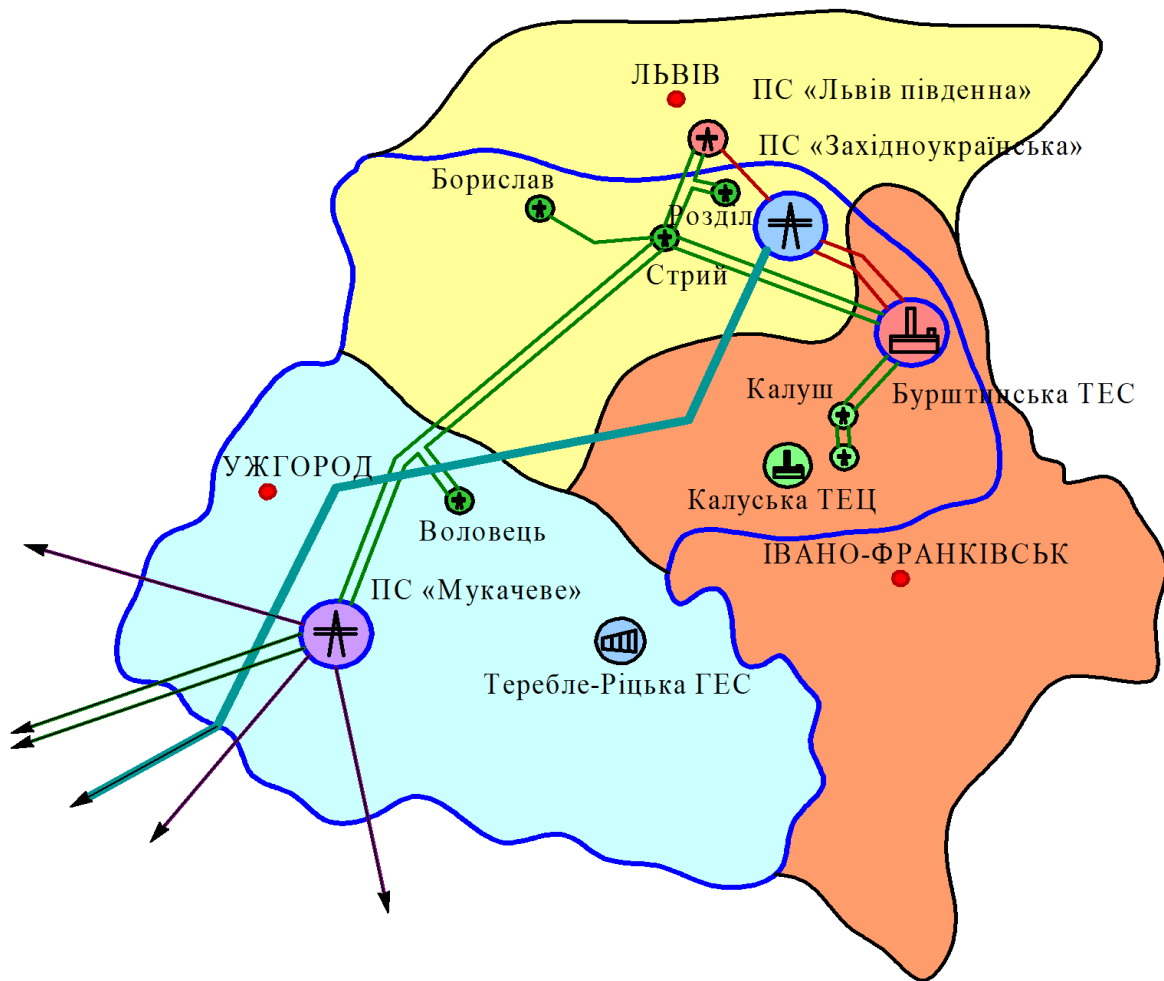 ЛЬВІВ
ПС «Львів південна»
ПС «Західноукраїнська»
Борислав
Розділ
Стрий
Калуш
Бурштинська ТЕС
УЖГОРОД
Калуська ТЕЦ
Воловець
ІВАНО-ФРАНКІВСЬК
ПС «Мукачеве»
Теребле-Ріцька ГЕС